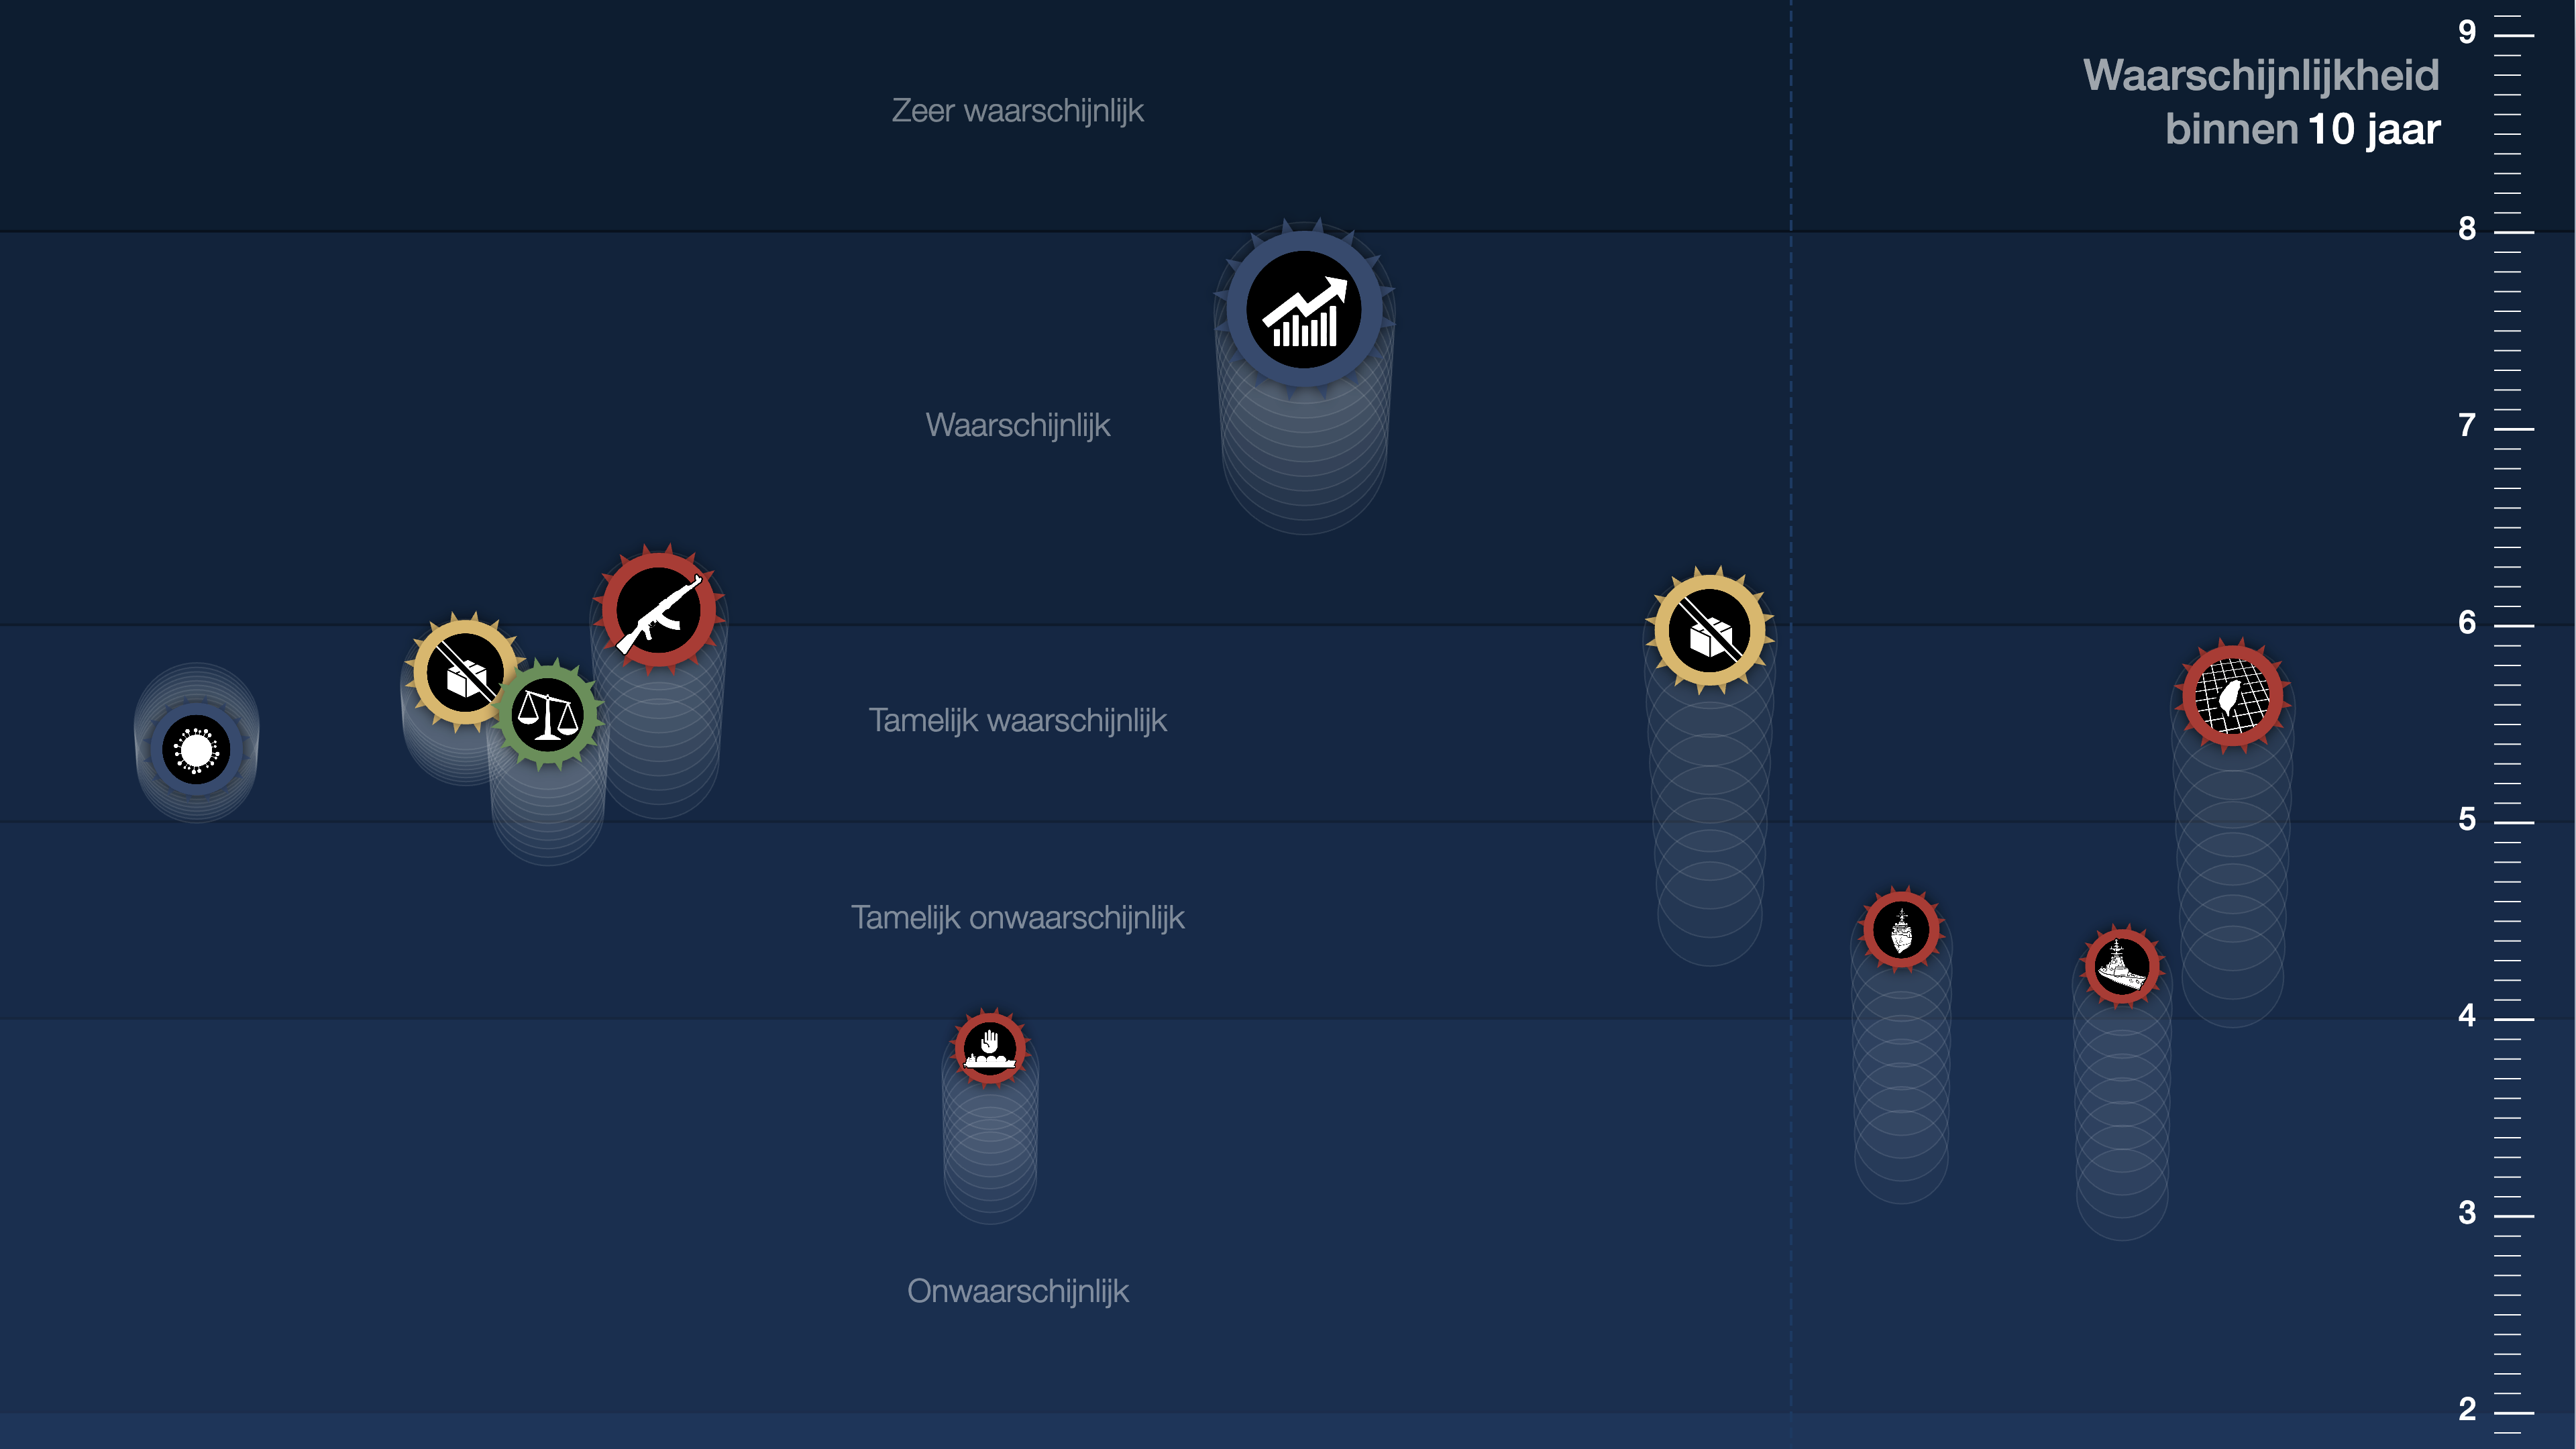 9
Waarschijnlijkheid
binnen 10 jaar
Zeer waarschijnlijk
8
Waarschijnlijk
7
6
Tamelijk waarschijnlijk
5
Tamelijk onwaarschijnlijk
4
3
Onwaarschijnlijk
2